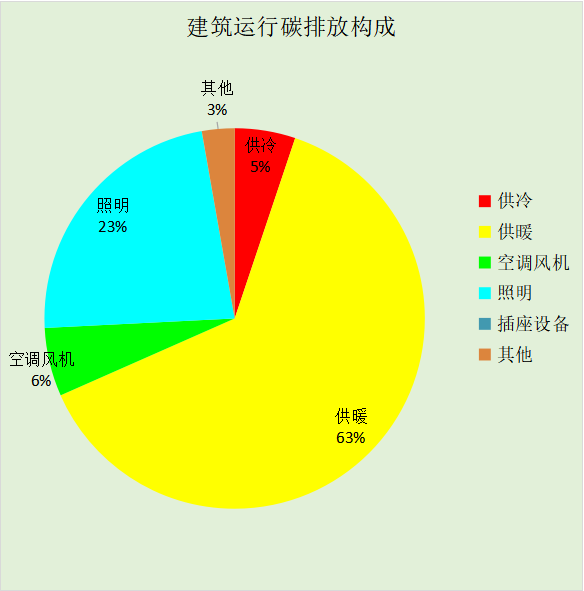 建筑运行碳排放构成
其他
3%
供冷
5%
照明
23%
空调风机
6%
供暖
63%
供冷
供暖
空调风机
照明
插座设备
其他